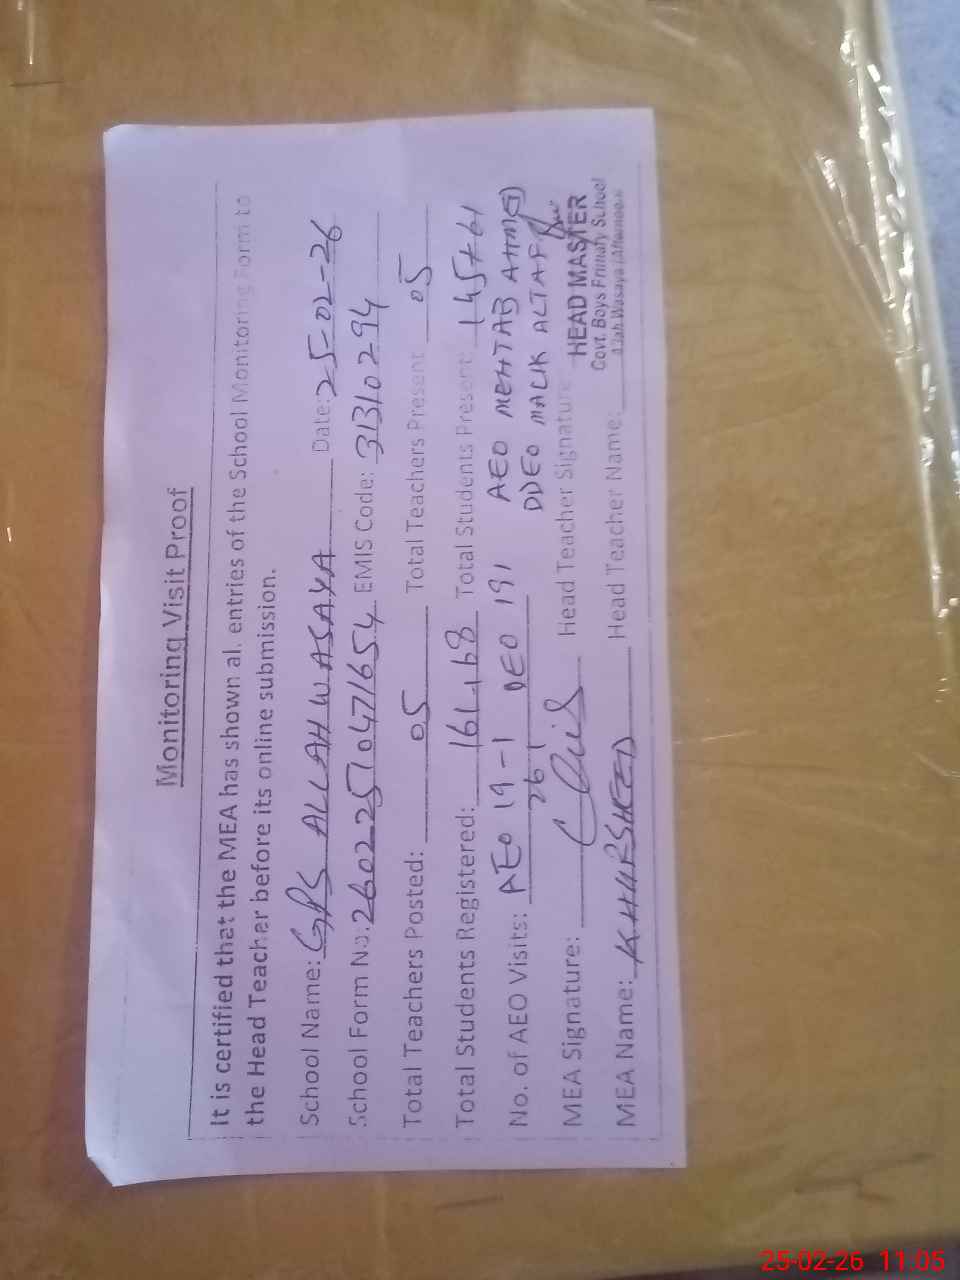 Monitoring Visit Proof
It is certified that the MEA has shown al. entries of the School Monitoring Form to
the Head Teacher before its online submission.
School Name: GPS ALLAH WASAYA Date: 25-02-26
School Form No.: 26022510471654 EMIS Code: 31310294
Total Teachers Posted: 05 Total Teachers Present 05
Total Students Registered: 161+68 Total Students Present: 145+61
No. of AEO Visits: AEO 19-1 DEO 19 1 AEO MEHTAB AHMED
26 1 DDEO MALIK ALTAF
MEA Signature: Head Teacher Signature HEAD MASTER
Govt. Boys Primary School
MEA Name: KHURSHEED Head Teacher Name: Allah Wasaya (Afternoon)
25-02-26 11:05